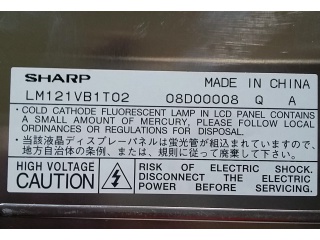 SHARP MADE IN CHINA
LM121VB1T02 08D00008 Q A
・COLD CATHODE FLUORESCENT LAMP IN LCD PANEL CONTAINS
A SMALL AMOUNT OF MERCURY, PLEASE FOLLOW LOCAL
ORDINANCES OR REGULATIONS FOR DISPOSAL.
・当該液晶ディスプレーパネルは蛍光管が組込まれていますので、
地方自治体の条例、または、規則に従って廃棄して下さい。
HIGH VOLTAGE
CAUTION
RISK OF ELECTRIC SHOCK.
DISCONNECT THE ELECTRIC
POWER BEFORE SERVICING.